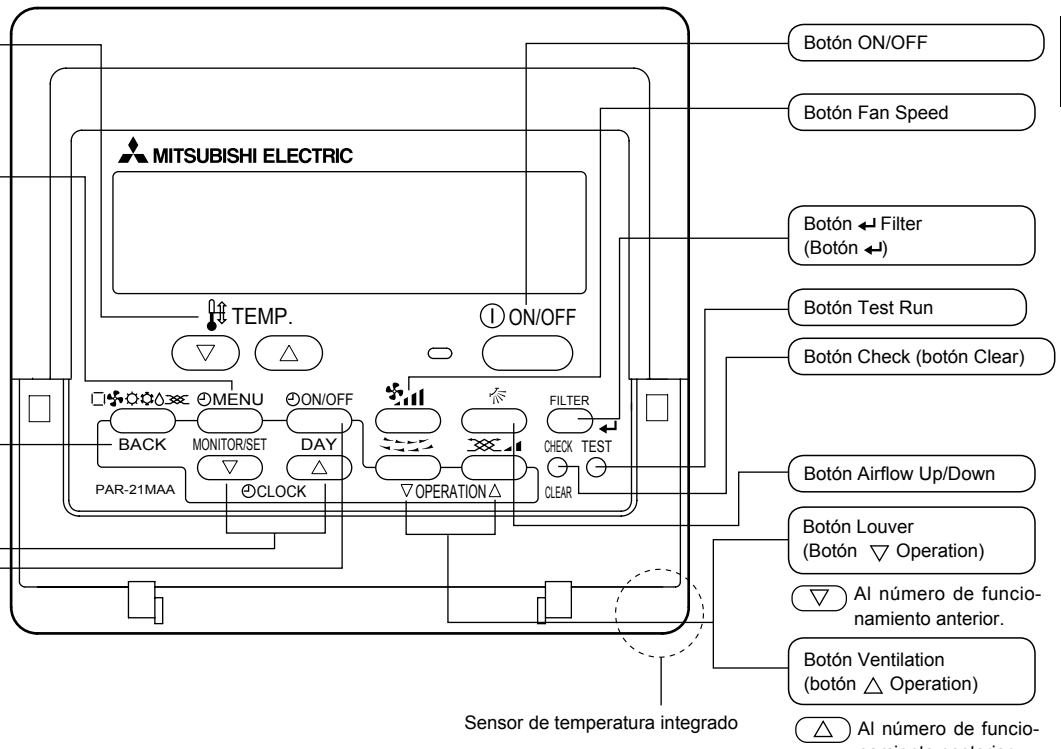 Botón ON/OFF
Botón Fan Speed
MITSUBISHI ELECTRIC
Botón ↵ Filter
(Botón ↵)
TEMP.
ON/OFF
Botón Test Run
▽ △
Botón Check (botón Clear)
MENU ON/OFF FILTER
BACK MONITOR/SET DAY CHECK TEST
▽ △
PAR-21MAA CLOCK ▽ OPERATION △ CLEAR
Botón Airflow Up/Down
Botón Louver
(Botón ▽ Operation)
▽ Al número de funcio-
namiento anterior.
Botón Ventilation
(botón △ Operation)
Sensor de temperatura integrado
△ Al número de funcio-